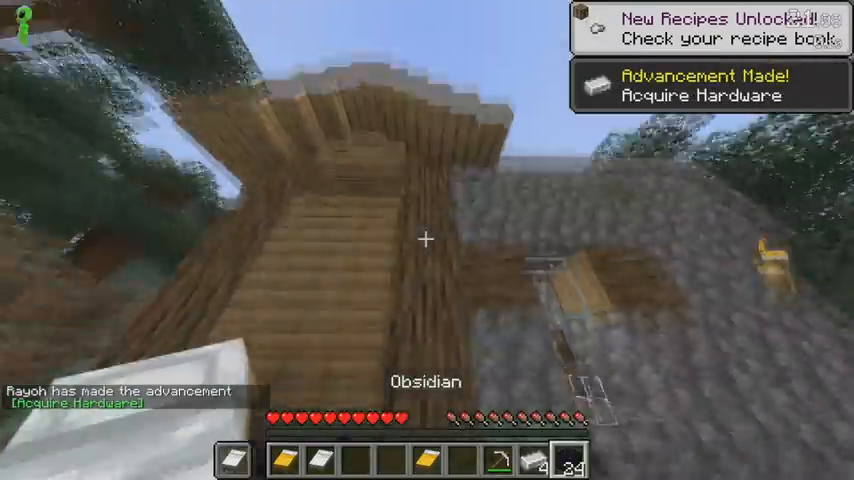 New Recipes Unlocked!
Check your recipe book
Advancement Made!
Acquire Hardware
Obsidian
Rayoh has made the advancement
[Acquire Hardware]
4
24